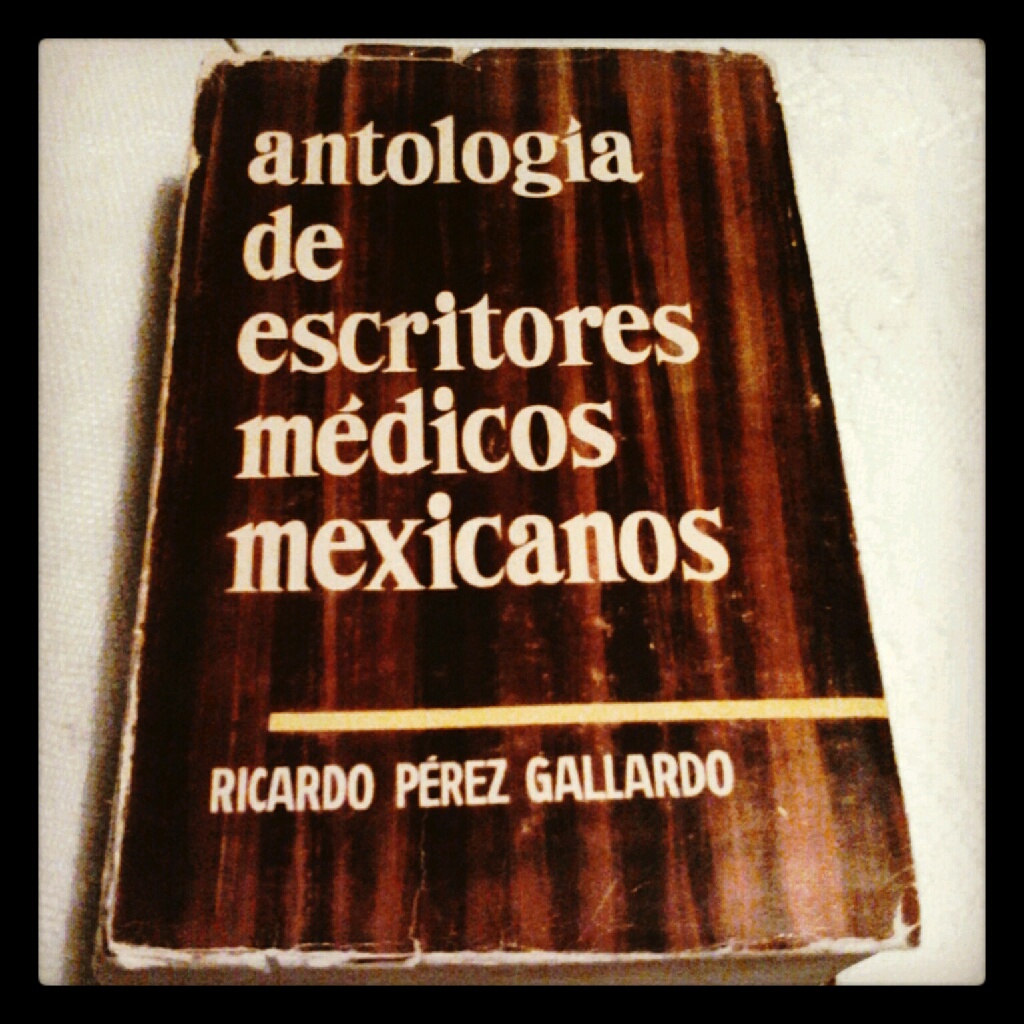 antología
de
escritores
médicos
mexicanos
RICARDO PÉREZ GALLARDO